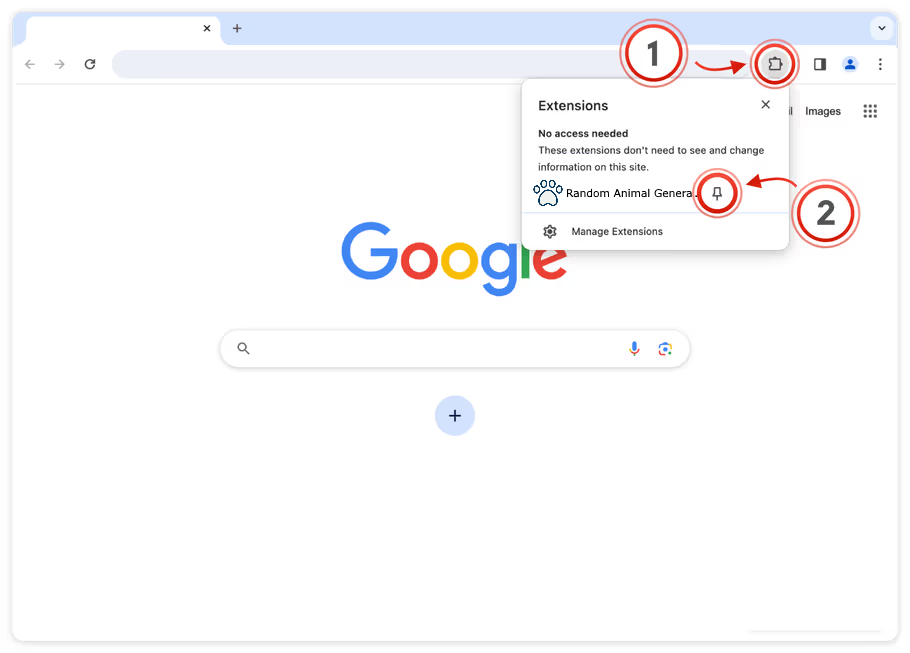 1
Extensions
il Images
No access needed
These extensions don't need to see and change
information on this site.
Random Animal Genera..
2
Manage Extensions
Google